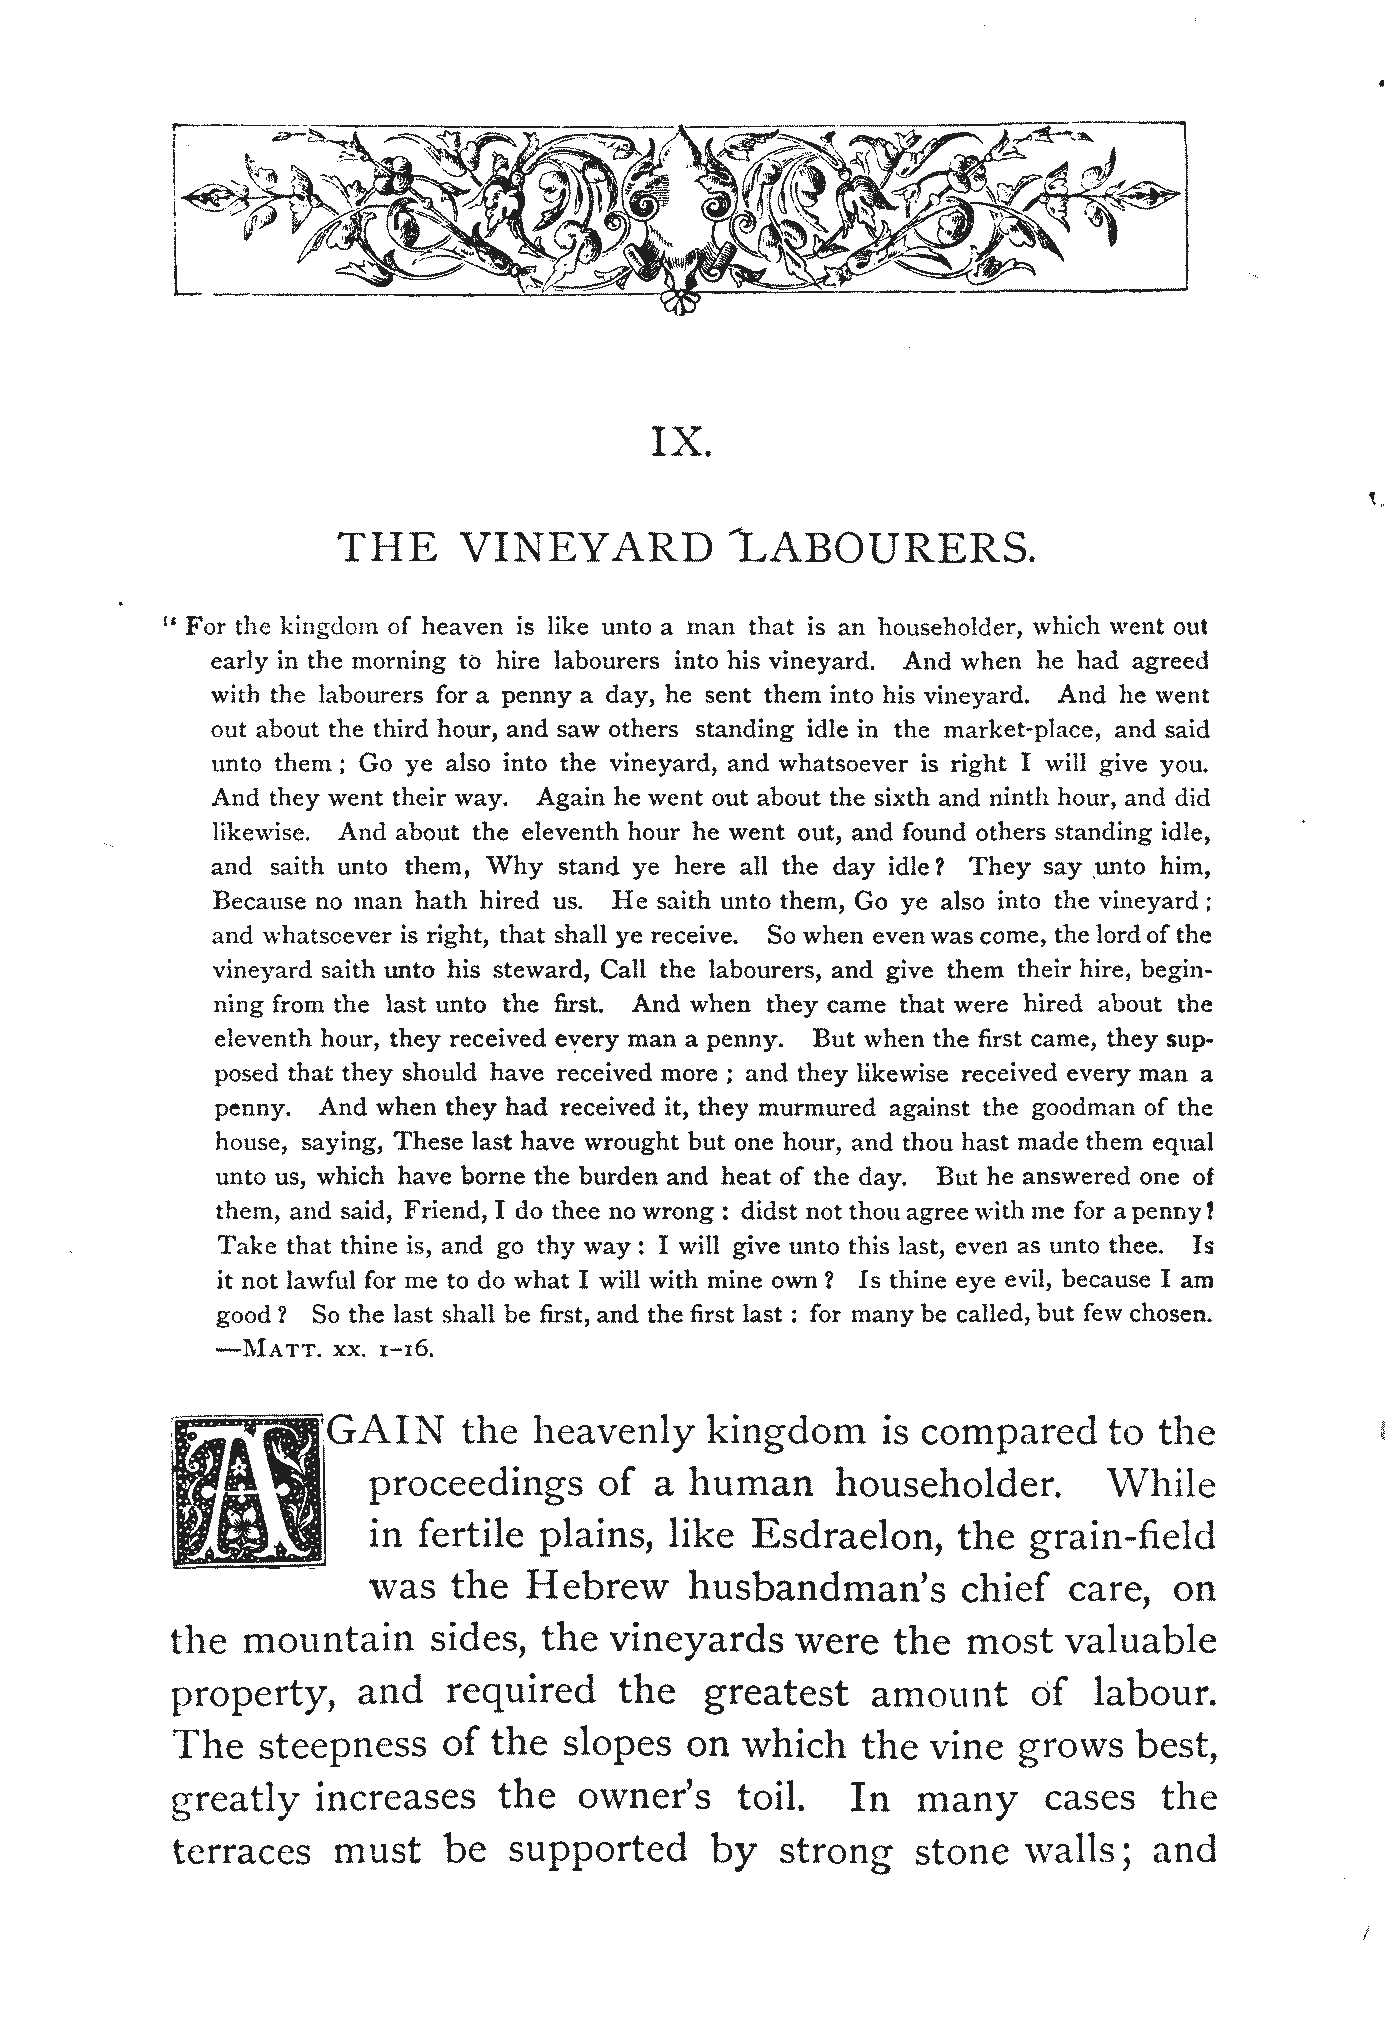 IX.
THE VINEYARD LABOURERS.
“ For the kingdom of heaven is like unto a man that is an householder, which went out
early in the morning to hire labourers into his vineyard. And when he had agreed
with the labourers for a penny a day, he sent them into his vineyard. And he went
out about the third hour, and saw others standing idle in the market-place, and said
unto them ; Go ye also into the vineyard, and whatsoever is right I will give you.
And they went their way. Again he went out about the sixth and ninth hour, and did
likewise. And about the eleventh hour he went out, and found others standing idle,
and saith unto them, Why stand ye here all the day idle? They say unto him,
Because no man hath hired us. He saith unto them, Go ye also into the vineyard ;
and whatsoever is right, that shall ye receive. So when even was come, the lord of the
vineyard saith unto his steward, Call the labourers, and give them their hire, begin-
ning from the last unto the first. And when they came that were hired about the
eleventh hour, they received every man a penny. But when the first came, they sup-
posed that they should have received more ; and they likewise received every man a
penny. And when they had received it, they murmured against the goodman of the
house, saying, These last have wrought but one hour, and thou hast made them equal
unto us, which have borne the burden and heat of the day. But he answered one of
them, and said, Friend, I do thee no wrong : didst not thou agree with me for a penny?
Take that thine is, and go thy way : I will give unto this last, even as unto thee. Is
it not lawful for me to do what I will with mine own ? Is thine eye evil, because I am
good ? So the last shall be first, and the first last : for many be called, but few chosen.
—MATT. xx. 1–16.
AGAIN the heavenly kingdom is compared to the
proceedings of a human householder. While
in fertile plains, like Esdraelon, the grain-field
was the Hebrew husbandman’s chief care, on
the mountain sides, the vineyards were the most valuable
property, and required the greatest amount of labour.
The steepness of the slopes on which the vine grows best,
greatly increases the owner’s toil. In many cases the
terraces must be supported by strong stone walls; and